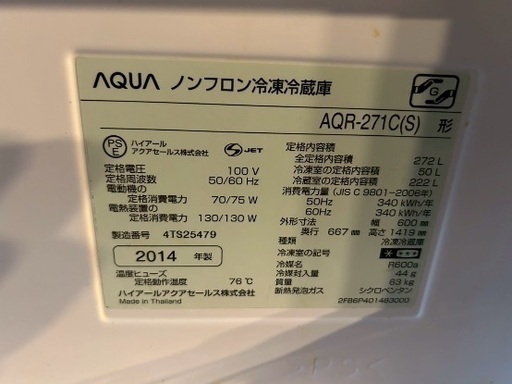 AQUA ノンフロン冷凍冷蔵庫
G
AQR-271C(S) 形
PS E ハイアール アクアセールス株式会社 S JET
定格電圧 100 V
定格周波数 50/60 Hz
電動機の
定格消費電力 70/75 W
電熱装置の
定格消費電力 130/130 W
製造番号 4TS25479
2014 年製
温度ヒューズ
定格動作温度 76℃
ハイアールアクアセールス株式会社
Made in Thailand
定格内容積
全定格内容積 272 L
冷凍室の定格内容積 50 L
冷蔵室の定格内容積 222 L
消費電力量 (JIS C 9801-2006年)
50Hz 340 kWh/年
60Hz 340 kWh/年
外形寸法 幅 600 mm
奥行 667 mm 高さ 1419 mm
種類 冷凍冷蔵庫
冷凍室の記号
冷媒名 R600a
冷媒封入量 44 g
質量 63 kg
断熱発泡ガス シクロペンタン
2FB6P401483000